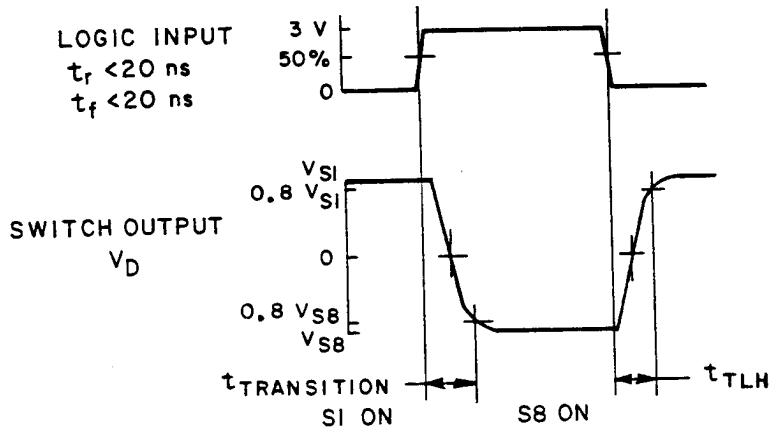 LOGIC INPUT
t_r <20 ns
t_f <20 ns
3 V
50%
0
SWITCH OUTPUT
V_D
V_S1
0.8 V_S1
0
0.8 V_S8
V_S8
t_TRANSITION
t_TLH
S1 ON
S8 ON